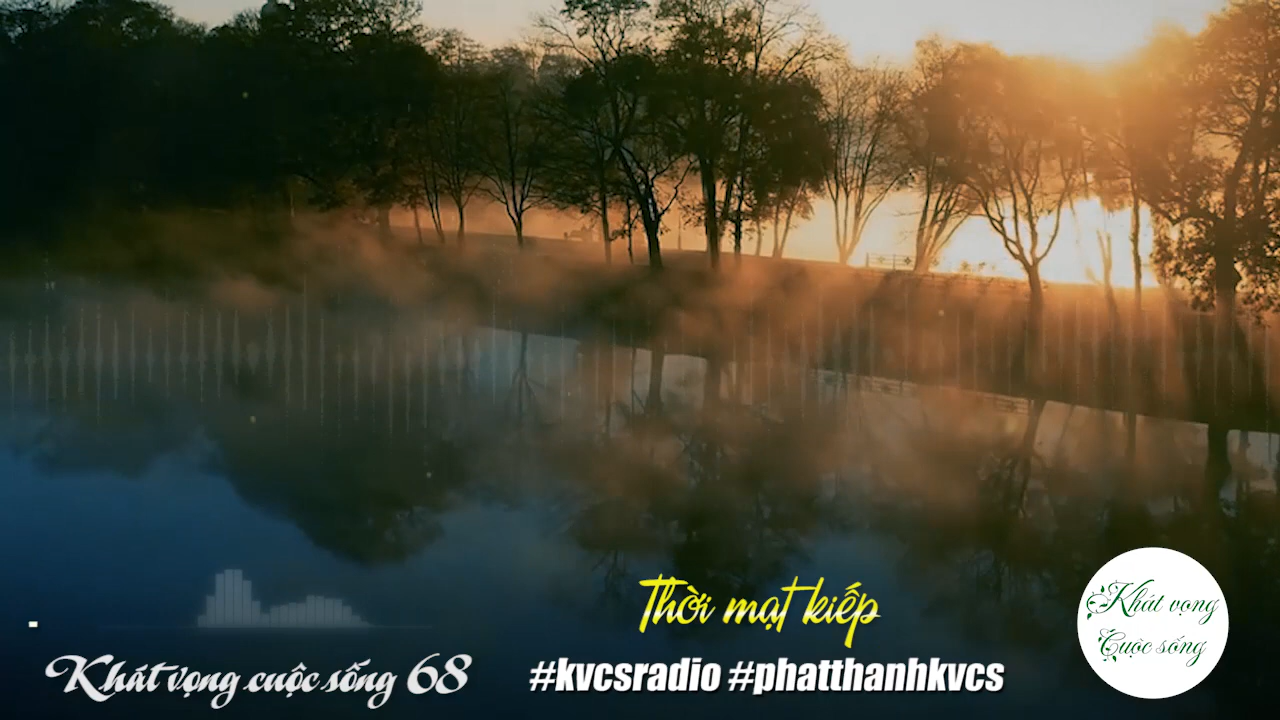 Thời mạt kiếp
Khát vọng cuộc sống 68
#kvcsradio #phatthanhkvcs
Khát vọng
Cuộc sống